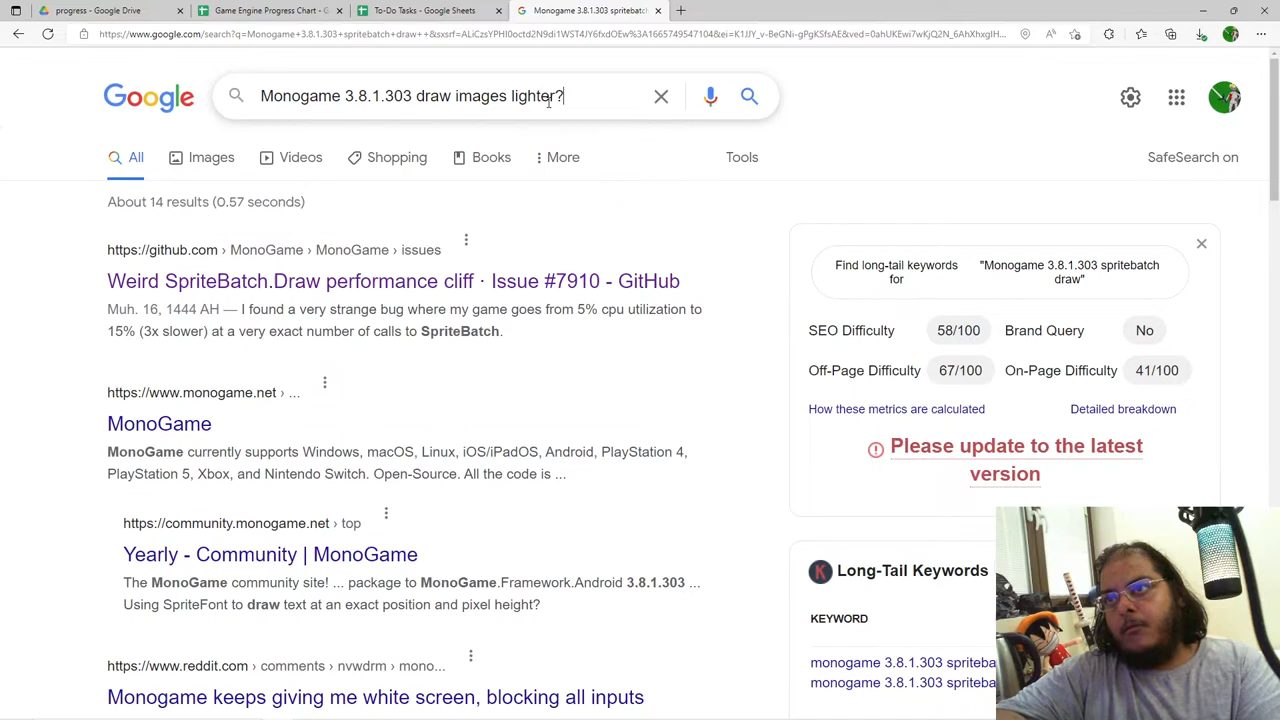 progress - Google Drive
Game Engine Progress Chart - G
To-Do Tasks - Google Sheets
Monogame 3.8.1.303 spritebatch
https://www.google.com/search?q=Monogame+3.8.1.303+spritebatch+draw++&sxsrf=ALiCzsYPHI0octd2N9di1WST4JY6fxdOEw%3A1665749547104&ei=K1JJY_v-BeGNi-gPgKSfsAE&ved=0ahUKEwi7wKjQ2N_6AhXhxgIH...
Google
Monogame 3.8.1.303 draw images lighter?
All
Images
Videos
Shopping
Books
More
Tools
SafeSearch on
About 14 results (0.57 seconds)
https://github.com › MonoGame › MonoGame › issues
Weird SpriteBatch.Draw performance cliff · Issue #7910 - GitHub
Muh. 16, 1444 AH — I found a very strange bug where my game goes from 5% cpu utilization to
15% (3x slower) at a very exact number of calls to SpriteBatch.
https://www.monogame.net › ...
MonoGame
MonoGame currently supports Windows, macOS, Linux, iOS/iPadOS, Android, PlayStation 4,
PlayStation 5, Xbox, and Nintendo Switch. Open-Source. All the code is ...
https://community.monogame.net › top
Yearly - Community | MonoGame
The MonoGame community site! ... package to MonoGame.Framework.Android 3.8.1.303 ...
Using SpriteFont to draw text at an exact position and pixel height?
https://www.reddit.com › comments › nvwdrm › mono...
Monogame keeps giving me white screen, blocking all inputs
Find long-tail keywords for
"Monogame 3.8.1.303 spritebatch draw"
SEO Difficulty
58/100
Brand Query
No
Off-Page Difficulty
67/100
On-Page Difficulty
41/100
How these metrics are calculated
Detailed breakdown
Please update to the latest
version
Long-Tail Keywords
KEYWORD
monogame 3.8.1.303 spriteba
monogame 3.8.1.303 spriteba